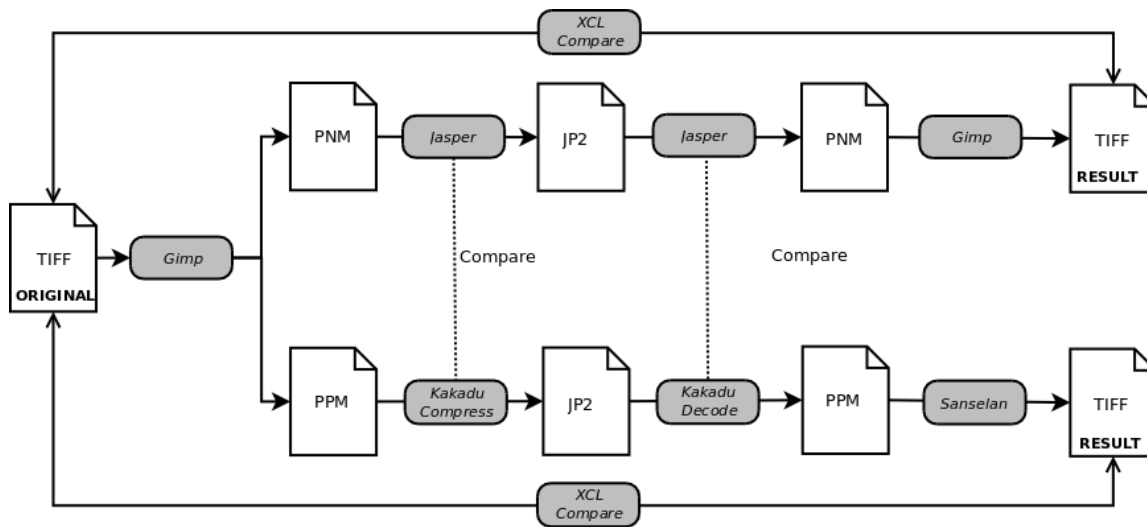 XCL
Compare
PNM
Jasper
JP2
Jasper
PNM
Gimp
TIFF
RESULT
TIFF
ORIGINAL
Gimp
Compare
Compare
PPM
Kakadu
Compress
JP2
Kakadu
Decode
PPM
Sanselan
TIFF
RESULT
XCL
Compare